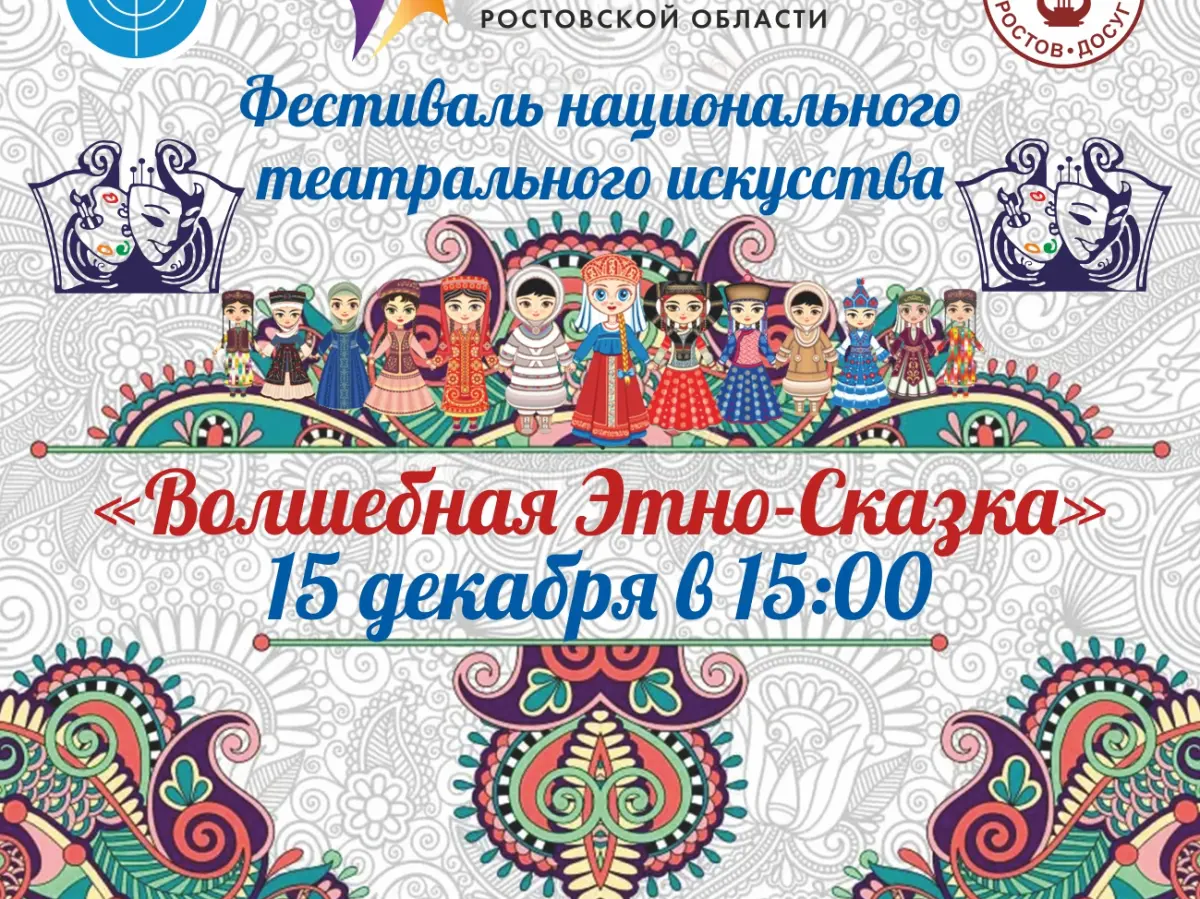 РОСТОВСКОЙ ОБЛАСТИ
РОСТОВ • ДОСУГ
Фестиваль национального
театрального искусства
«Волшебная Этно-Сказка»
15 декабря в 15:00